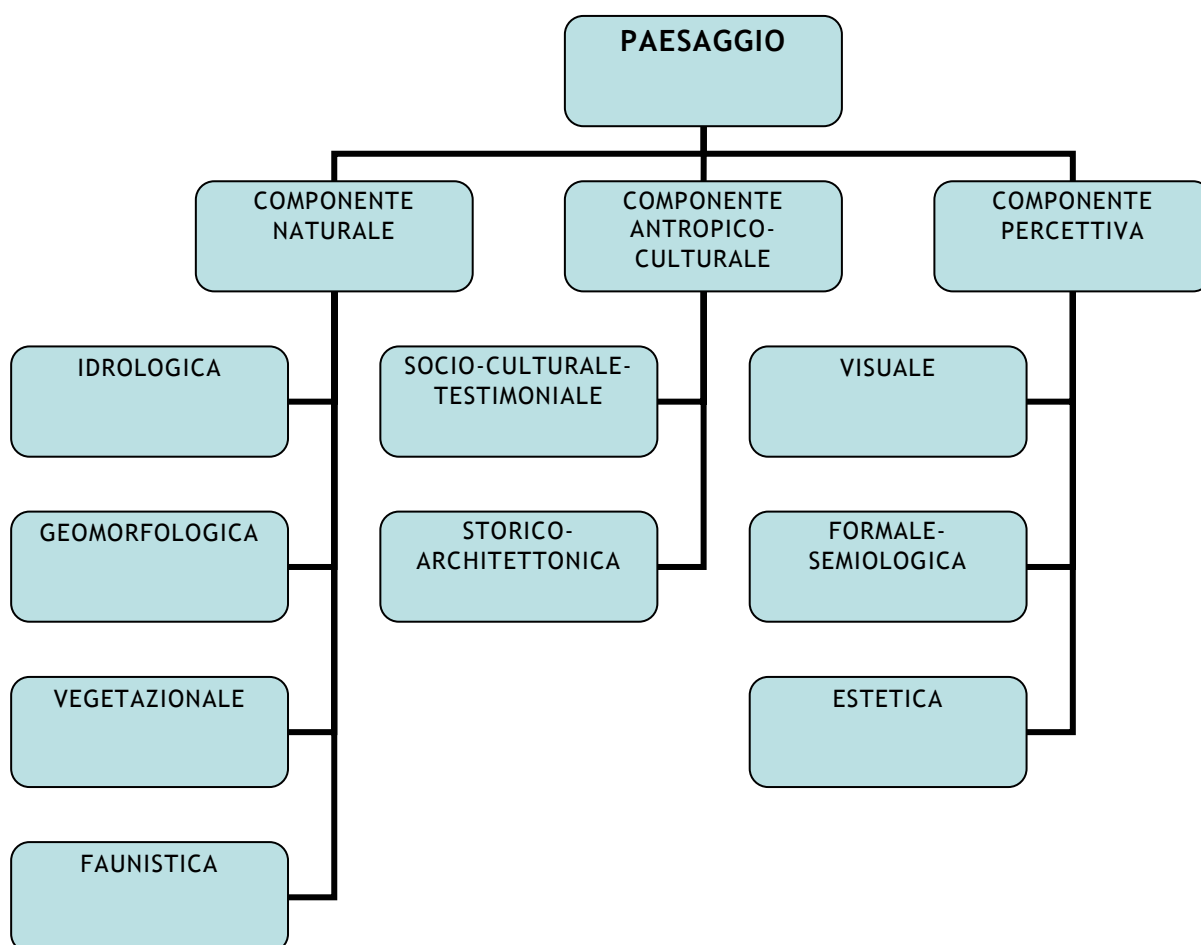 PAESAGGIO
COMPONENTE
NATURALE
COMPONENTE
ANTROPICO-
CULTURALE
COMPONENTE
PERCETTIVA
IDROLOGICA
SOCIO-CULTURALE-
TESTIMONIALE
VISUALE
GEOMORFOLOGICA
STORICO-
ARCHITETTONICA
FORMALE-
SEMIOLOGICA
VEGETAZIONALE
ESTETICA
FAUNISTICA